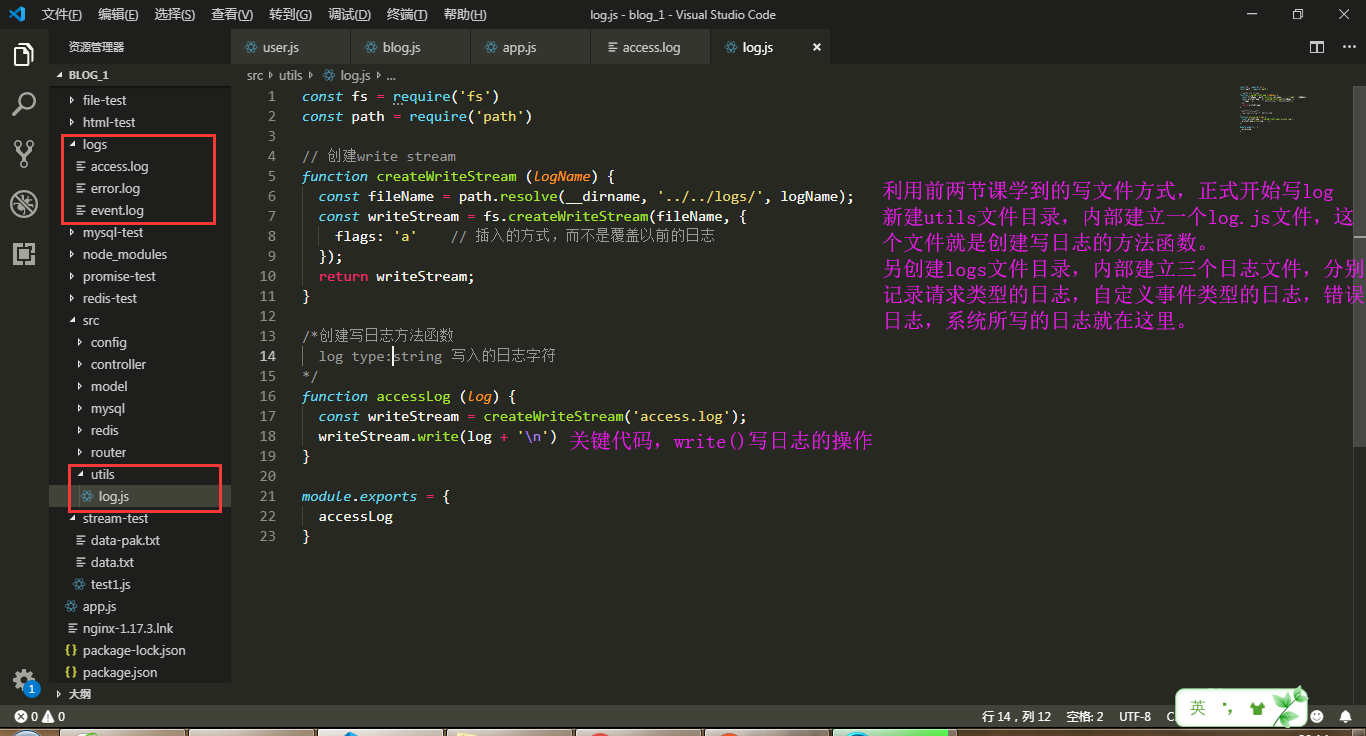 文件(F) 编辑(E) 选择(S) 查看(V) 转到(G) 调试(D) 终端(T) 帮助(H) log.js - blog_1 - Visual Studio Code
资源管理器
user.js blog.js app.js access.log log.js
BLOG_1
src utils log.js ...
file-test
html-test
logs
access.log
error.log
event.log
mysql-test
node_modules
promise-test
redis-test
src
config
controller
model
mysql
redis
router
utils
log.js
stream-test
data-pak.txt
data.txt
test1.js
app.js
nginx-1.17.3.lnk
package-lock.json
package.json
大纲
1 const fs = require('fs')
2 const path = require('path')
3
4 // 创建write stream
5 function createWriteStream (logName) {
6 const fileName = path.resolve(__dirname, '../../logs/', logName);
7 const writeStream = fs.createWriteStream(fileName, {
8 flags: 'a' // 插入的方式，而不是覆盖以前的日志
9 });
10 return writeStream;
11 }
12
13 /*创建写日志方法函数
14 log type:string 写入的日志字符
15 */
16 function accessLog (log) {
17 const writeStream = createWriteStream('access.log');
18 writeStream.write(log + '\n') 关键代码，write()写日志的操作
19 }
20
21 module.exports = {
22 accessLog
23 }
利用前两节课学到的写文件方式，正式开始写log
新建utils文件目录，内部建立一个log.js文件，这
个文件就是创建写日志的方法函数。
另创建logs文件目录，内部建立三个日志文件，分别
记录请求类型的日志，自定义事件类型的日志，错误
日志，系统所写的日志就在这里。
1
0 0 行 14，列 12 空格: 2 UTF-8 英